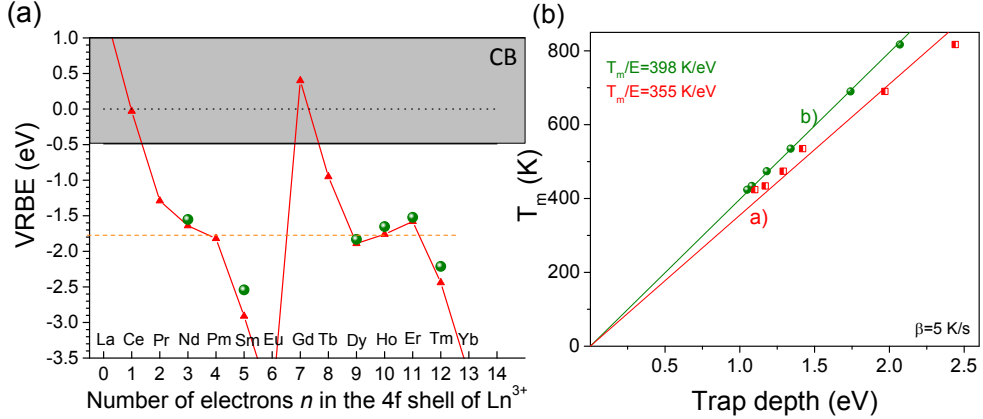 (a)
CB
VRBE (eV)
1.0
0.5
0.0
-0.5
-1.0
-1.5
-2.0
-2.5
-3.0
-3.5
La Ce Pr Nd Pm Sm Eu Gd Tb Dy Ho Er Tm Yb
0 1 2 3 4 5 6 7 8 9 10 11 12 13 14
Number of electrons n in the 4f shell of Ln³⁺
(b)
T_m/E=398 K/eV
T_m/E=355 K/eV
b)
a)
β=5 K/s
T_m (K)
800
600
400
200
0
0.5 1.0 1.5 2.0 2.5
Trap depth (eV)